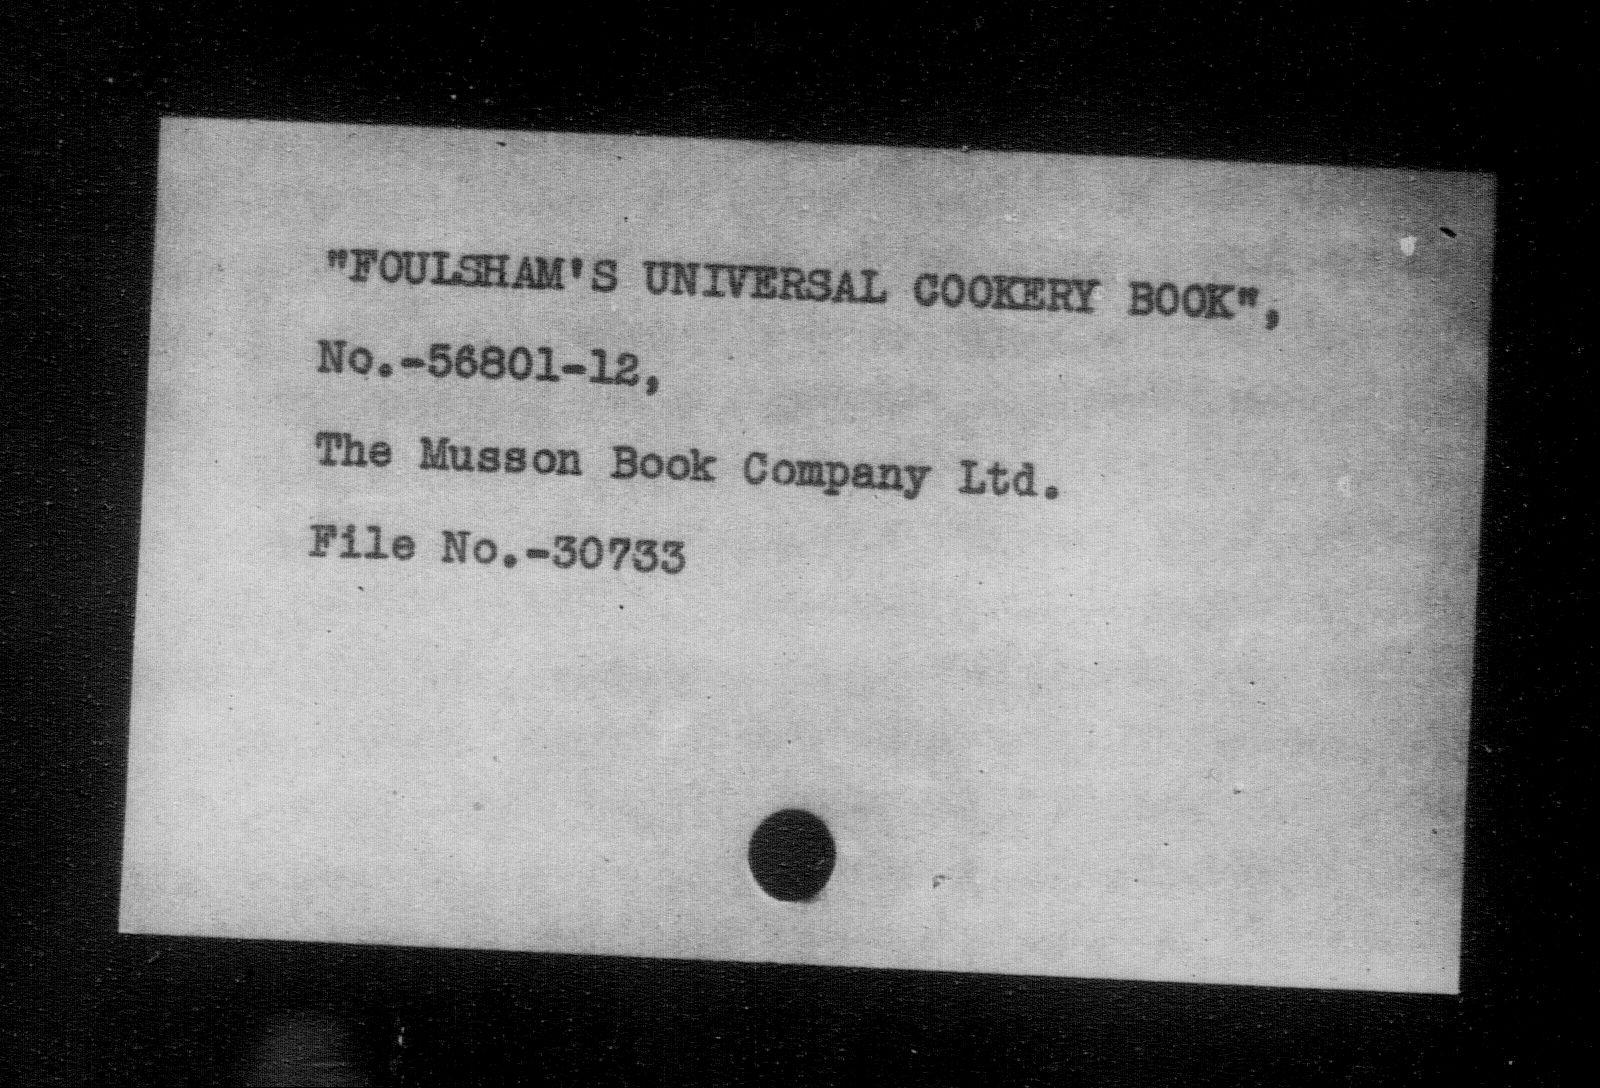 "FOULSHAM'S UNIVERSAL COOKERY BOOK",
No.-56801-12,
The Musson Book Company Ltd.
File No.-30733